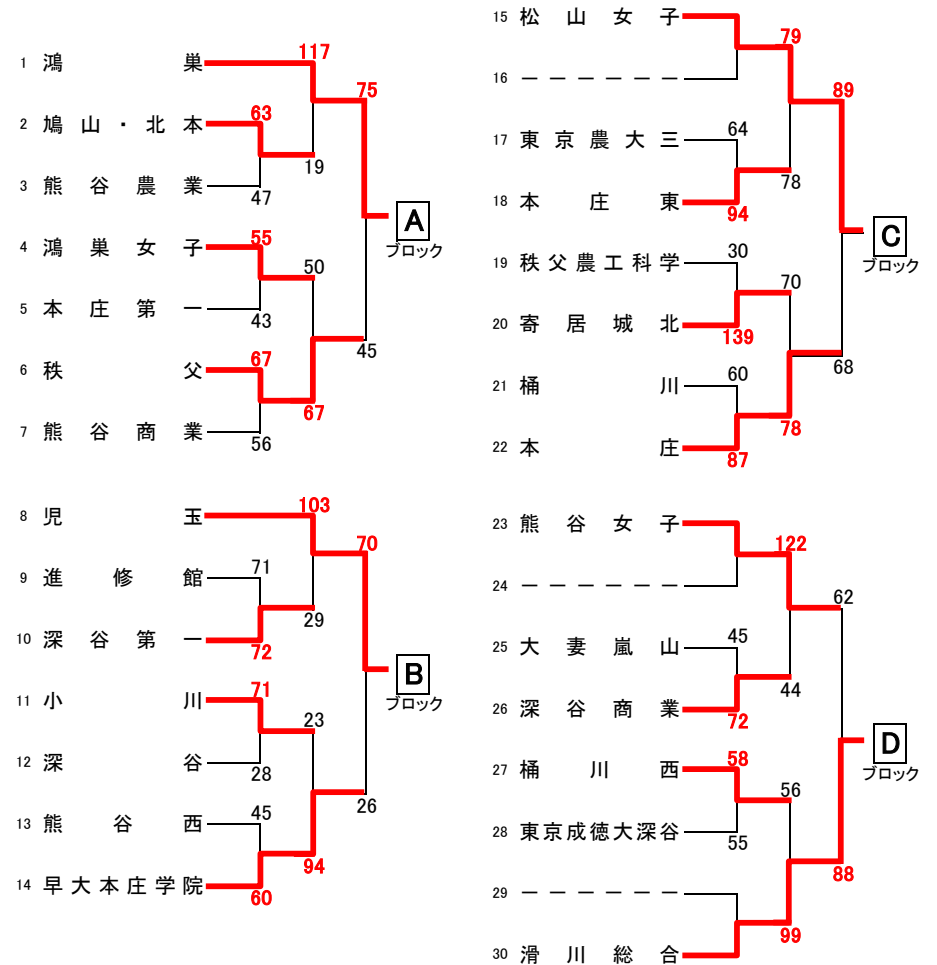 117
1 鴻巣
75
63
2 鳩山・北本
19
3 熊谷農業
47
A
ブロック
55
4 鴻巣女子
50
5 本庄第一
43
45
67
6 秩父
67
7 熊谷商業
56
103
8 児玉
70
71
9 進修館
29
10 深谷第一
72
B
ブロック
71
11 小川
23
12 深谷
28
26
45
13 熊谷西
94
14 早大本庄学院
60
15 松山女子
79
16 ーーーーーー
89
64
17 東京農大三
78
18 本庄東
94
C
ブロック
30
19 秩父農工科学
70
20 寄居城北
139
68
60
21 桶川
78
22 本庄
87
23 熊谷女子
122
24 ーーーーーー
62
45
25 大妻嵐山
44
26 深谷商業
72
D
ブロック
58
27 桶川西
56
28 東京成徳大深谷
55
88
29 ーーーーーー
99
30 滑川総合